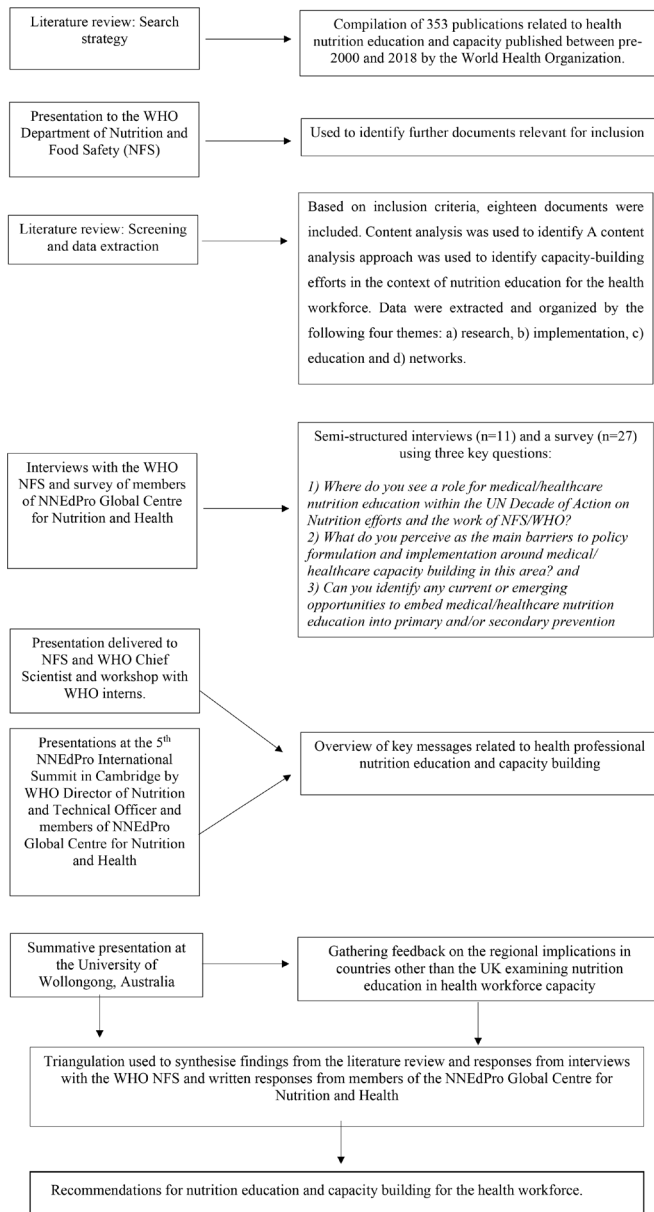 Literature review: Search
strategy
Compilation of 353 publications related to health
nutrition education and capacity published between pre-
2000 and 2018 by the World Health Organization.
Presentation to the WHO
Department of Nutrition and
Food Safety (NFS)
Used to identify further documents relevant for inclusion
Literature review: Screening
and data extraction
Based on inclusion criteria, eighteen documents were
included. Content analysis was used to identify A content
analysis approach was used to identify capacity-building
efforts in the context of nutrition education for the health
workforce. Data were extracted and organized by the
following four themes: a) research, b) implementation, c)
education and d) networks.
Interviews with the WHO
NFS and survey of members
of NNEdPro Global Centre
for Nutrition and Health
Semi-structured interviews (n=11) and a survey (n=27)
using three key questions:
1) Where do you see a role for medical/healthcare
nutrition education within the UN Decade of Action on
Nutrition efforts and the work of NFS/WHO?
2) What do you perceive as the main barriers to policy
formulation and implementation around medical/
healthcare capacity building in this area? and
3) Can you identify any current or emerging
opportunities to embed medical/healthcare nutrition
education into primary and/or secondary prevention
Presentation delivered to
NFS and WHO Chief
Scientist and workshop with
WHO interns.
Presentations at the 5th
NNEdPro International
Summit in Cambridge by
WHO Director of Nutrition
and Technical Officer and
members of NNEdPro
Global Centre for Nutrition
and Health
Overview of key messages related to health professional
nutrition education and capacity building
Summative presentation at
the University of
Wollongong, Australia
Gathering feedback on the regional implications in
countries other than the UK examining nutrition
education in health workforce capacity
Triangulation used to synthesise findings from the literature review and responses from interviews
with the WHO NFS and written responses from members of the NNEdPro Global Centre for
Nutrition and Health
Recommendations for nutrition education and capacity building for the health workforce.